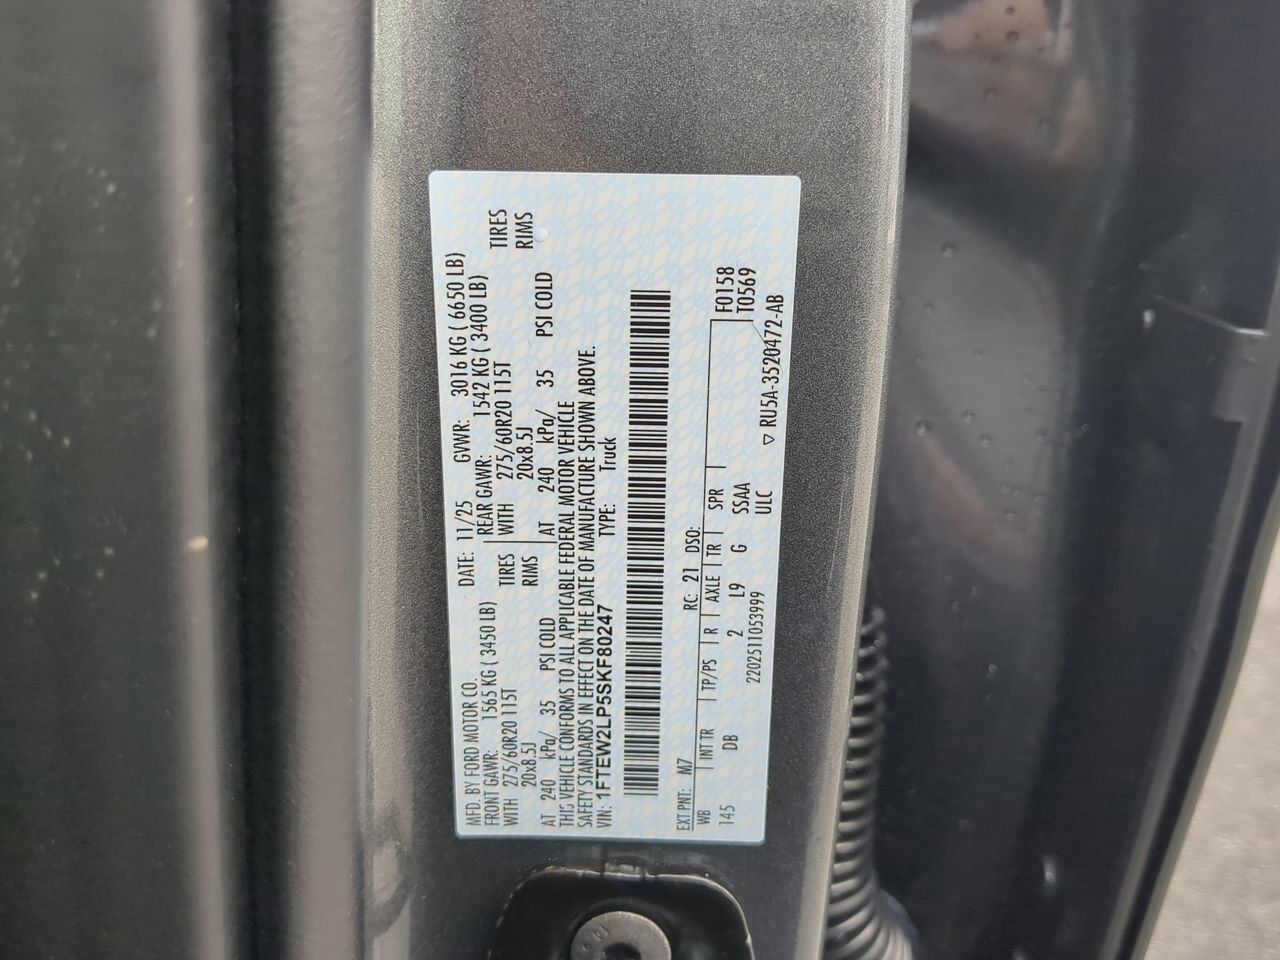 MFD. BY FORD MOTOR CO. DATE: 11/25 GVWR: 3016 KG ( 6650 LB)
FRONT GAWR: 1565 KG ( 3450 LB) REAR GAWR: 1542 KG ( 3400 LB)
WITH 275/60R20 115T TIRES WITH 275/60R20 115T TIRES
20x8.5J RIMS 20x8.5J RIMS
AT 240 kPa/ 35 PSI COLD AT 240 kPa/ 35 PSI COLD
THIS VEHICLE CONFORMS TO ALL APPLICABLE FEDERAL MOTOR VEHICLE
SAFETY STANDARDS IN EFFECT ON THE DATE OF MANUFACTURE SHOWN ABOVE.
VIN: 1FTEW2LP5SKF80247 TYPE: Truck
EXT PNT: M7 RC: 21 DSO: F0158
WB INT TR TP/PS R AXLE TR SPR T0569
145 DB 2 L9 G SSAA
2202511053999 ULC ▽ RU5A-3520472-AB